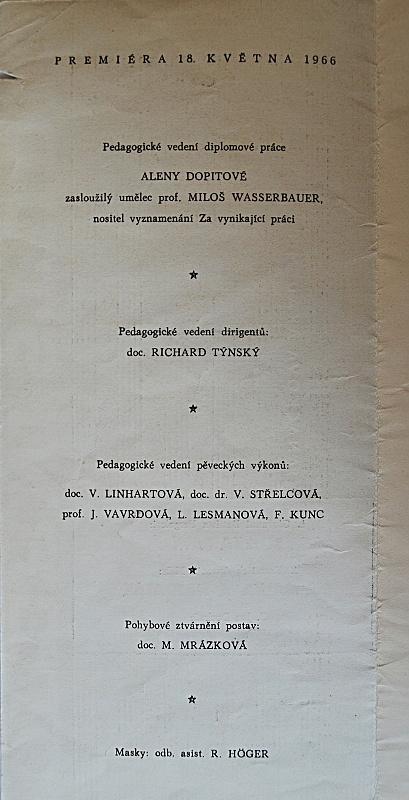 PREMIÉRA 18. KVĚTNA 1966
Pedagogické vedení diplomové práce
ALENY DOPITOVÉ
zasloužilý umělec prof. MILOŠ WASSERBAUER,
nositel vyznamenání Za vynikající práci
Pedagogické vedení dirigentů:
doc. RICHARD TÝNSKÝ
Pedagogické vedení pěveckých výkonů:
doc. V. LINHARTOVÁ, doc. dr. V. STŘELCOVÁ,
prof. J. VAVRDOVÁ, L. LESMANOVÁ, F. KUNC
Pohybové ztvárnění postav:
doc. M. MRÁZKOVÁ
Masky: odb. asist. R. HÖGER